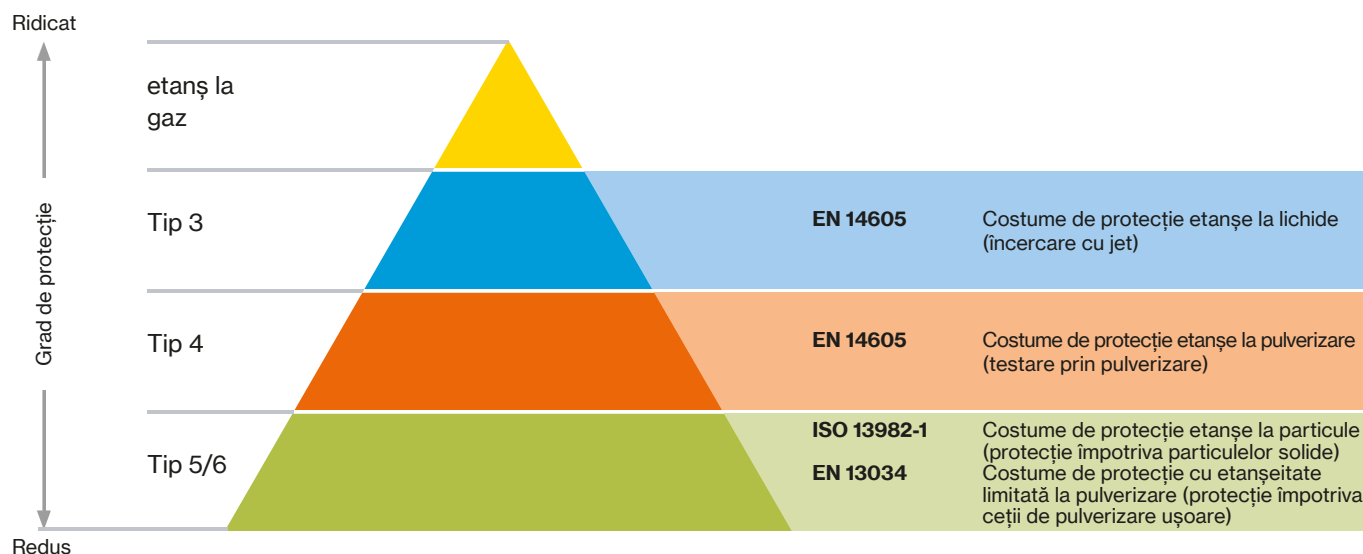 Ridicat
Grad de protecție
etanș la
gaz
Tip 3
EN 14605
Costume de protecție etanșe la lichide
(încercare cu jet)
Tip 4
EN 14605
Costume de protecție etanșe la pulverizare
(testare prin pulverizare)
Tip 5/6
ISO 13982-1
Costume de protecție etanșe la particule
(protecție împotriva particulelor solide)
EN 13034
Costume de protecție cu etanșeitate
limitată la pulverizare (protecție împotriva
ceții de pulverizare ușoare)
Redus